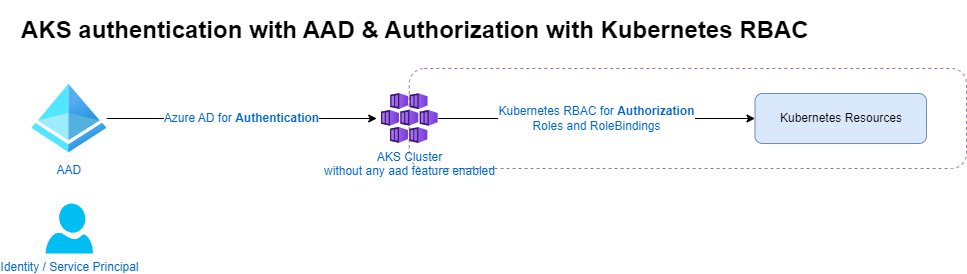 AKS authentication with AAD & Authorization with Kubernetes RBAC
Azure AD for Authentication
Kubernetes RBAC for Authorization
Roles and RoleBindings
Kubernetes Resources
AAD
AKS Cluster
without any aad feature enabled
Identity / Service Principal